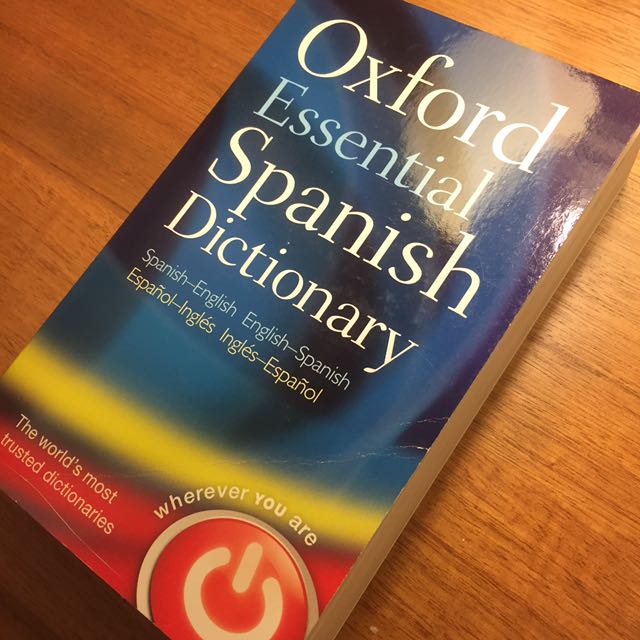 Oxford
Essential
Spanish
Dictionary
Spanish–English English–Spanish
Español–Inglés Inglés–Español
The world's most
trusted dictionaries
wherever YOU are